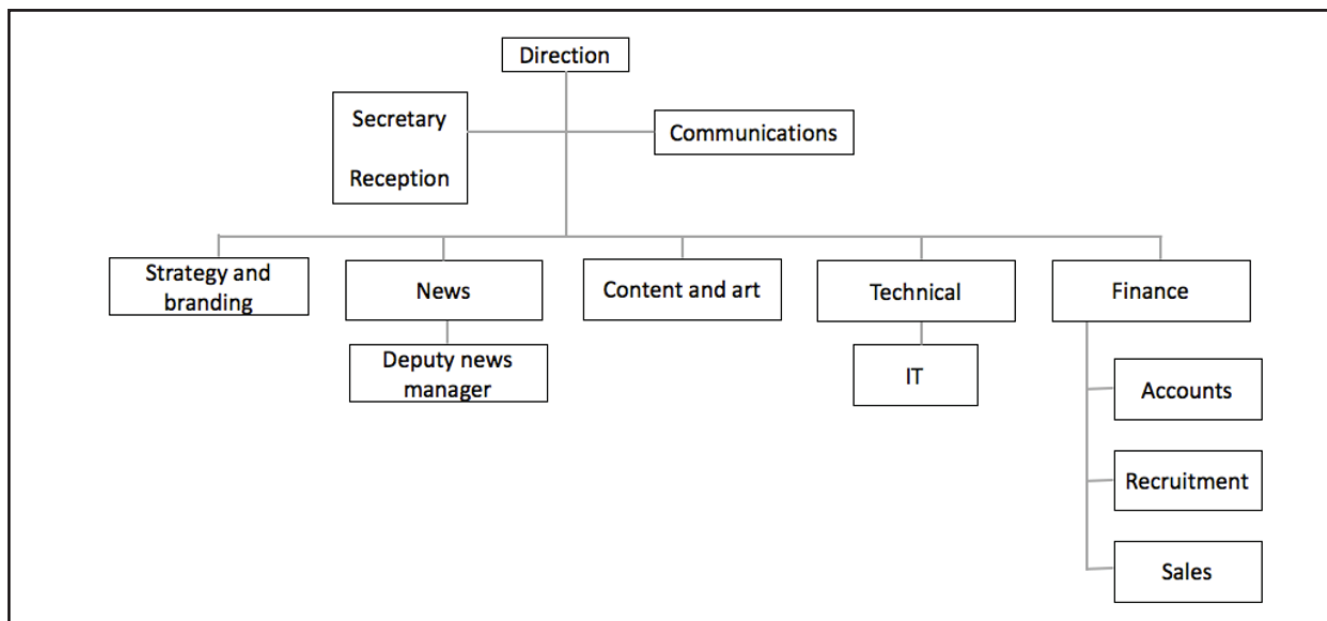 Direction
Secretary
Reception
Communications
Strategy and
branding
News
Content and art
Technical
Finance
Deputy news
manager
IT
Accounts
Recruitment
Sales